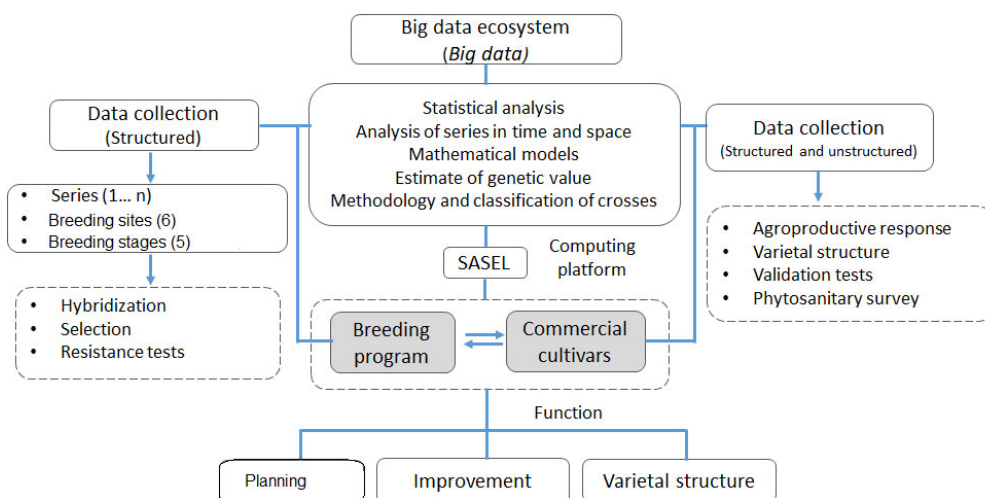 Big data ecosystem
(Big data)
Data collection
(Structured)
• Series (1... n)
• Breeding sites (6)
• Breeding stages (5)
• Hybridization
• Selection
• Resistance tests
Statistical analysis
Analysis of series in time and space
Mathematical models
Estimate of genetic value
Methodology and classification of crosses
SASEL
Computing
platform
Breeding
program
Commercial
cultivars
Data collection
(Structured and unstructured)
• Agroproductive response
• Varietal structure
• Validation tests
• Phytosanitary survey
Function
Planning
Improvement
Varietal structure